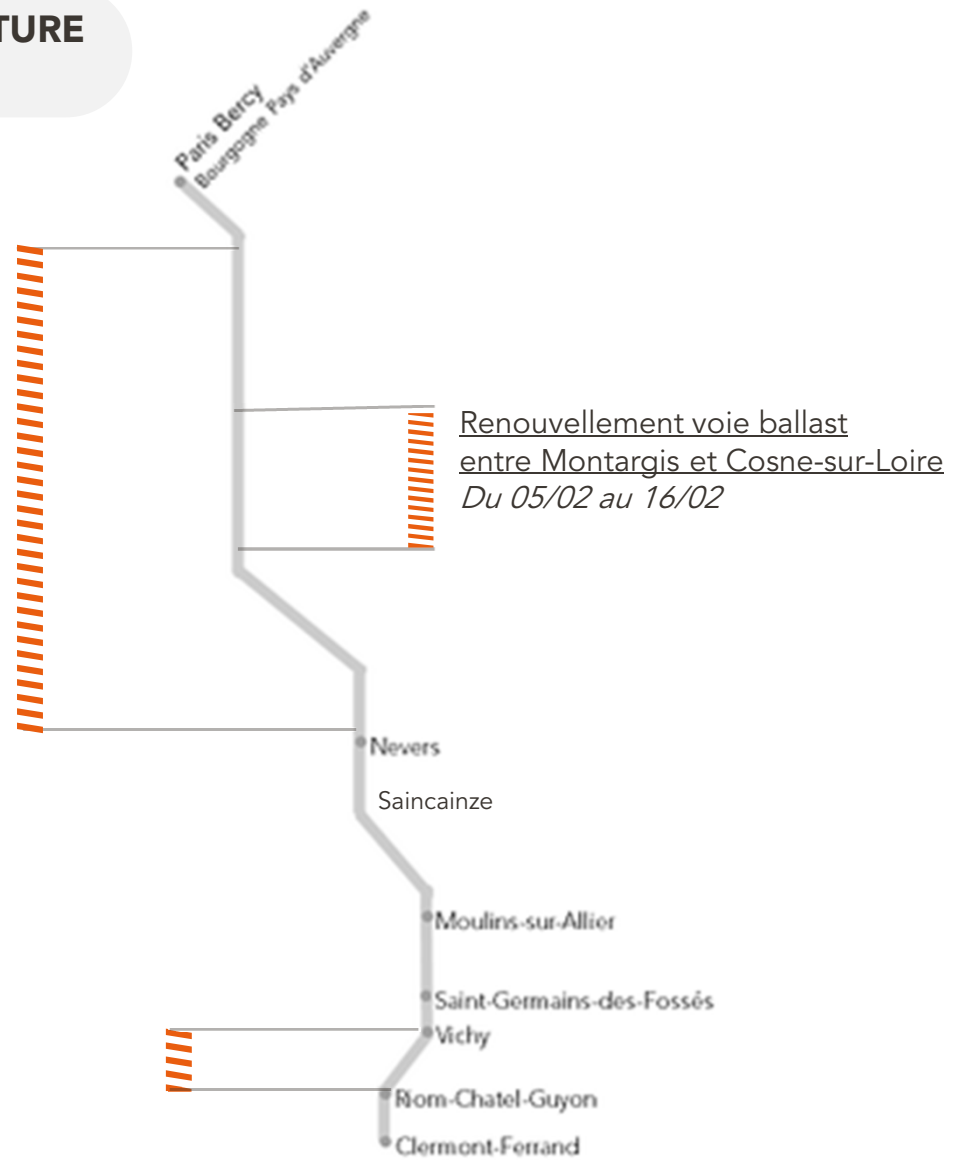 TURE
Paris Bercy
Bourgogne Pays d'Auvergne
Renouvellement voie ballast
entre Montargis et Cosne-sur-Loire
Du 05/02 au 16/02
Nevers
Saincainze
Moulins-sur-Allier
Saint-Germains-des-Fossés
Vichy
Riom-Chatel-Guyon
Clermont-Ferrand